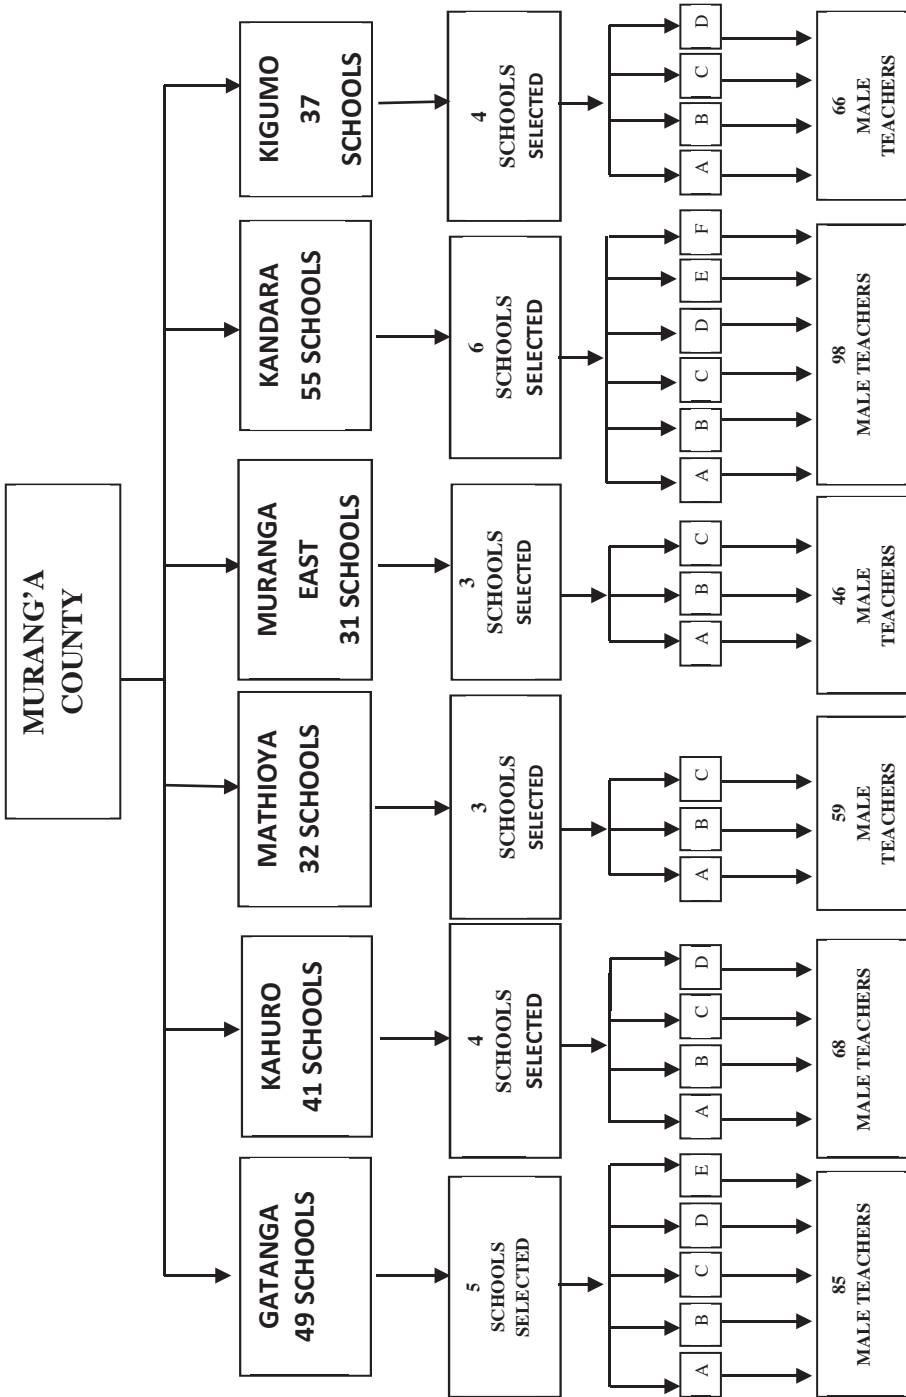 MURANG’A
COUNTY
GATANGA
49 SCHOOLS
KAHURO
41 SCHOOLS
MATHIOYA
32 SCHOOLS
MURANGA
EAST
31 SCHOOLS
KANDARA
55 SCHOOLS
KIGUMO
37
SCHOOLS
5
SCHOOLS
SELECTED
4
SCHOOLS
SELECTED
3
SCHOOLS
SELECTED
3
SCHOOLS
SELECTED
6
SCHOOLS
SELECTED
4
SCHOOLS
SELECTED
A
B
C
D
E
A
B
C
D
A
B
C
A
B
C
A
B
C
D
E
F
A
B
C
D
85
MALE TEACHERS
68
MALE TEACHERS
59
MALE
TEACHERS
46
MALE
TEACHERS
98
MALE TEACHERS
66
MALE
TEACHERS